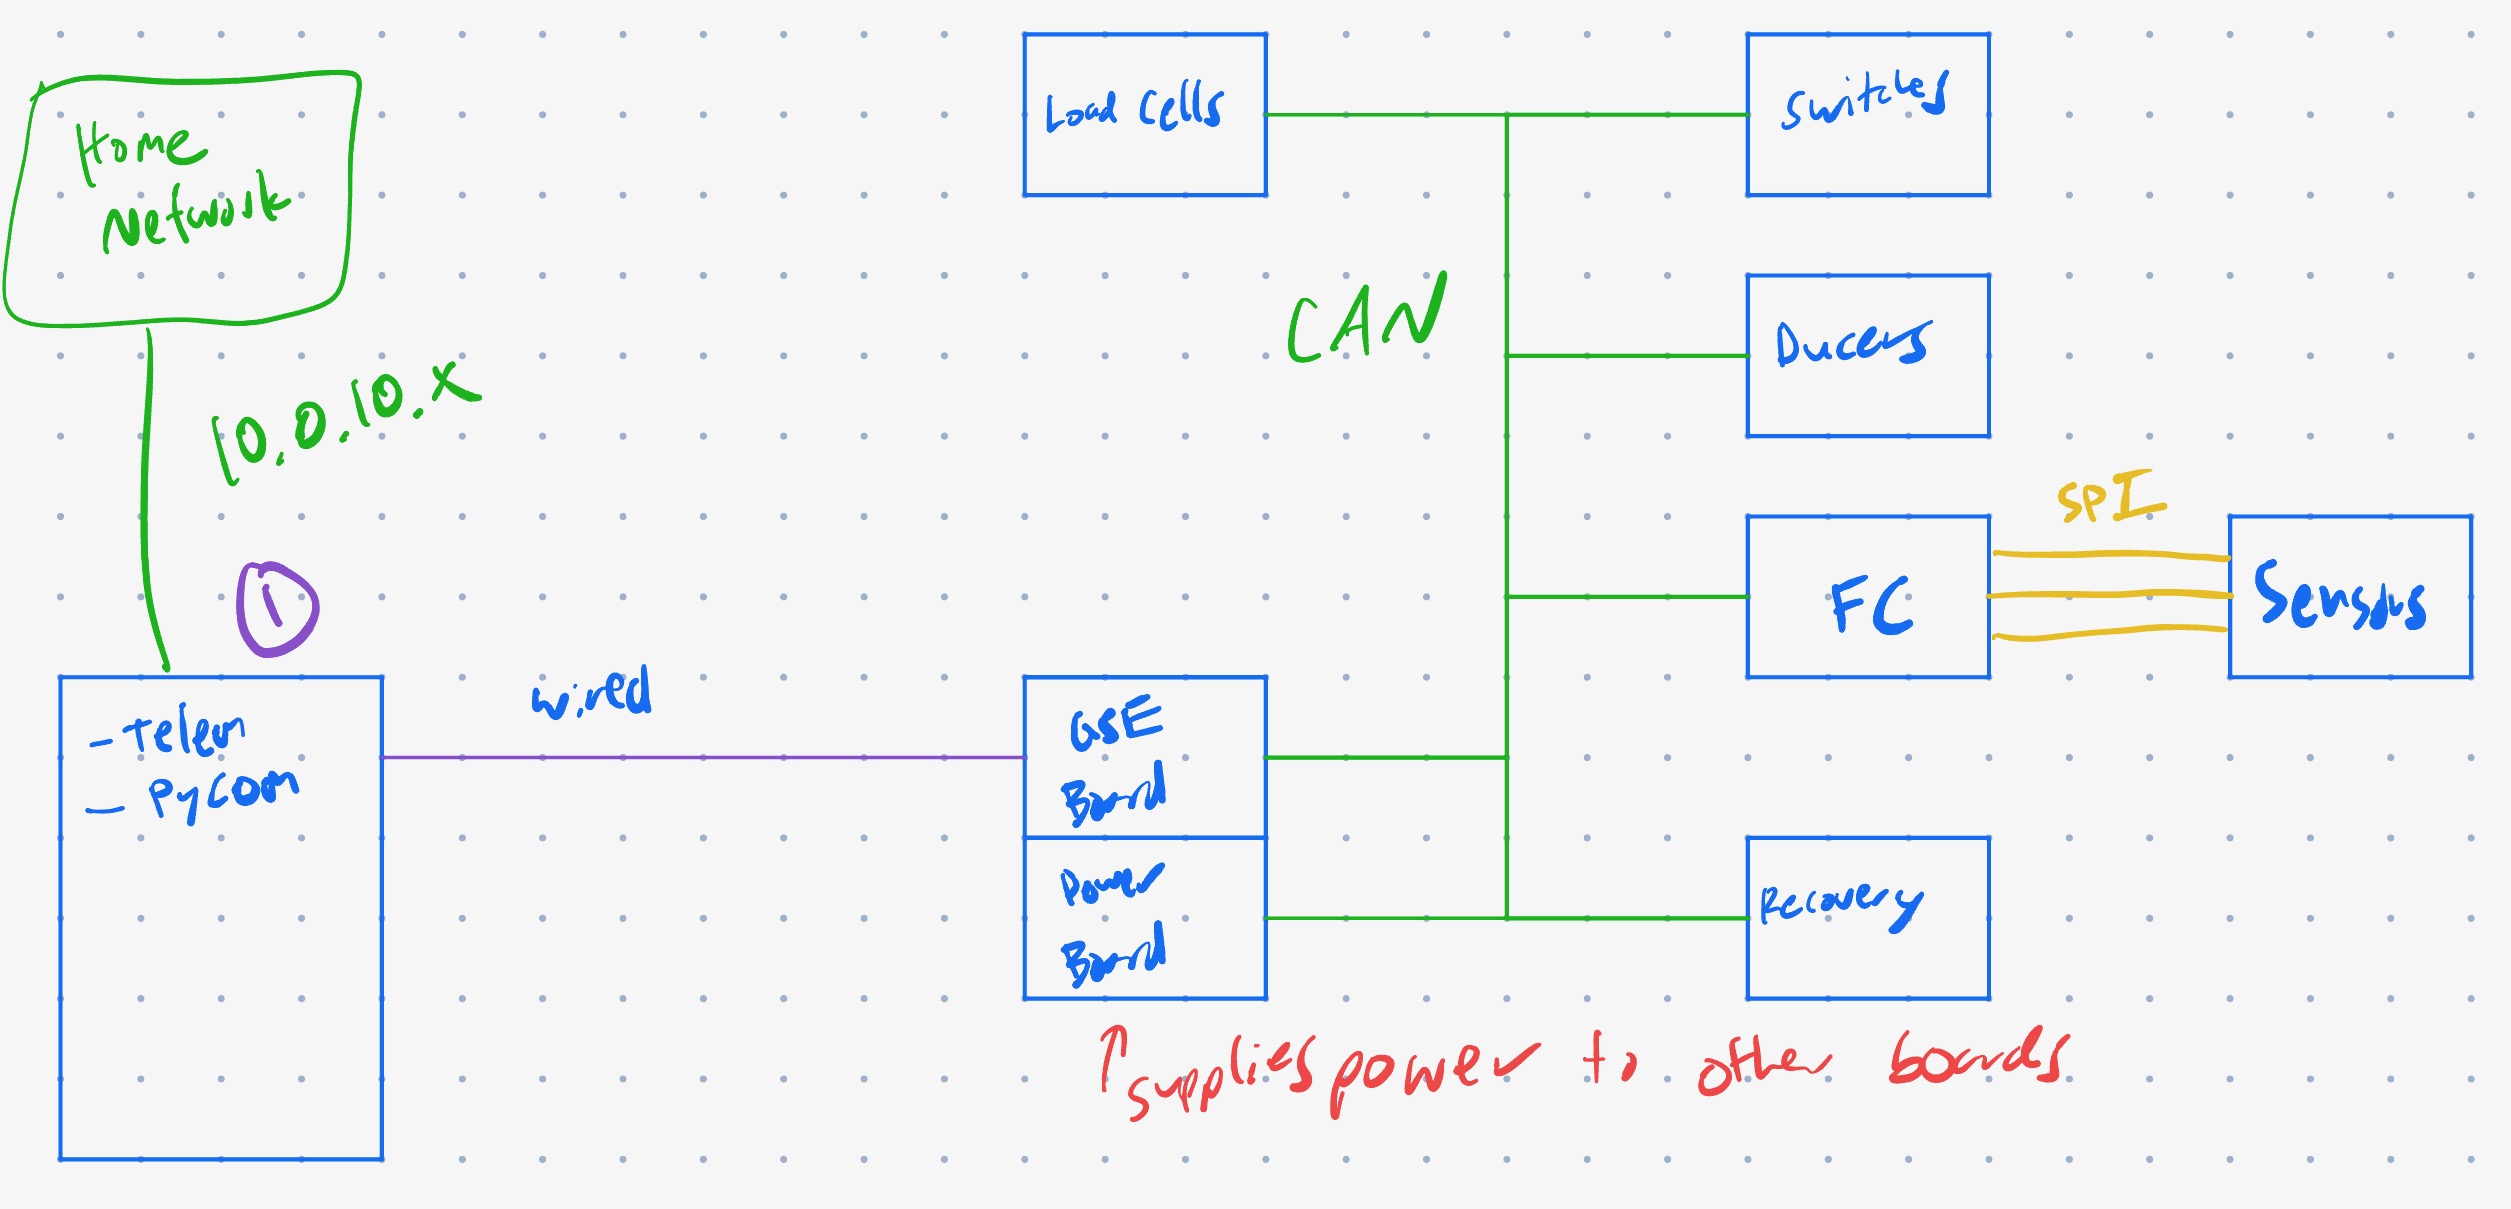 Home
Network
10.0.10.x
1
- Telem
- Pycom
wired
Load Cells
CAN
GSE
Board
Power
Board
Switches
Ducers
FC
SPI
Sensors
Recovery
↑ supplies power to other boards